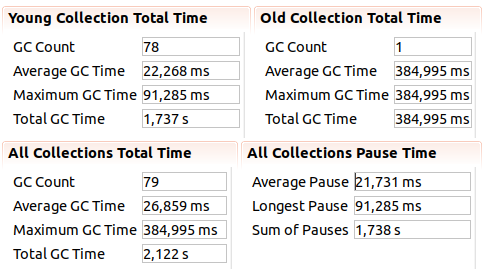 Young Collection Total Time
GC Count 78
Average GC Time 22,268 ms
Maximum GC Time 91,285 ms
Total GC Time 1,737 s
Old Collection Total Time
GC Count 1
Average GC Time 384,995 ms
Maximum GC Time 384,995 ms
Total GC Time 384,995 ms
All Collections Total Time
GC Count 79
Average GC Time 26,859 ms
Maximum GC Time 384,995 ms
Total GC Time 2,122 s
All Collections Pause Time
Average Pause 21,731 ms
Longest Pause 91,285 ms
Sum of Pauses 1,738 s